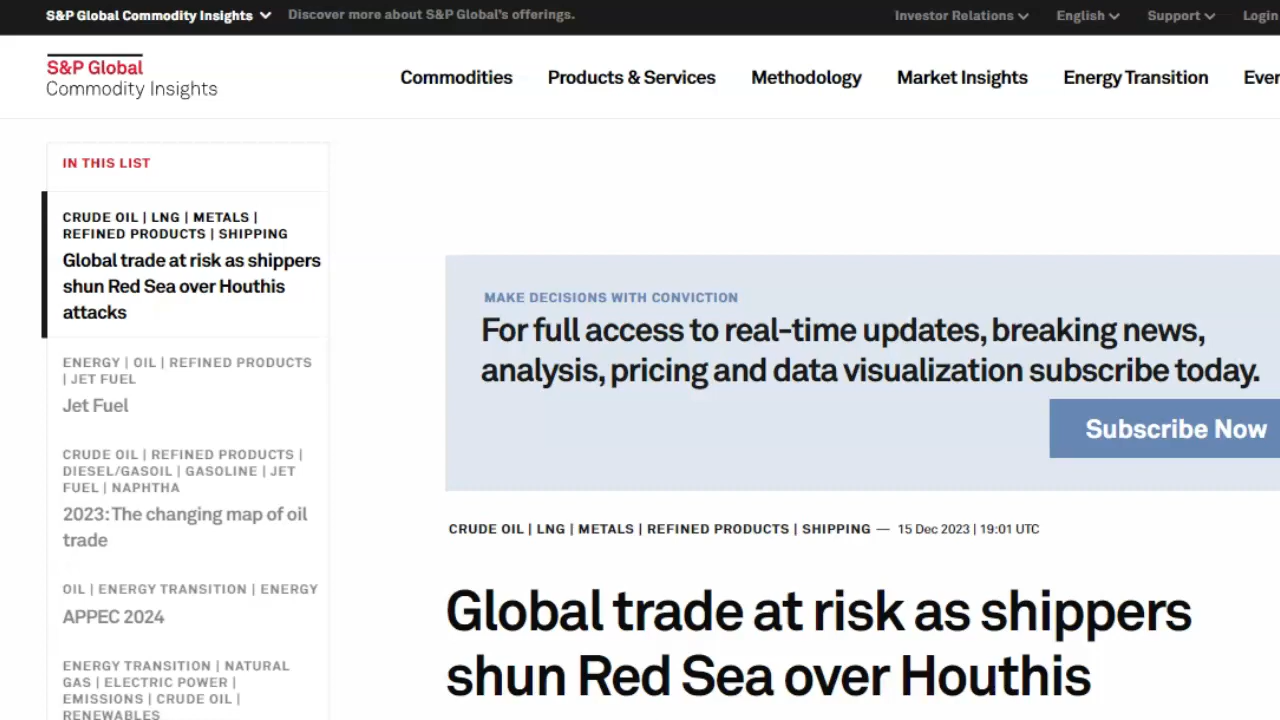 S&P Global Commodity Insights Discover more about S&P Global's offerings. Investor Relations English Support Login
S&P Global
Commodity Insights
Commodities Products & Services Methodology Market Insights Energy Transition Even
IN THIS LIST
CRUDE OIL | LNG | METALS |
REFINED PRODUCTS | SHIPPING
Global trade at risk as shippers
shun Red Sea over Houthis
attacks
ENERGY | OIL | REFINED PRODUCTS
| JET FUEL
Jet Fuel
CRUDE OIL | REFINED PRODUCTS |
DIESEL/GASOIL | GASOLINE | JET
FUEL | NAPHTHA
2023: The changing map of oil
trade
OIL | ENERGY TRANSITION | ENERGY
APPEC 2024
ENERGY TRANSITION | NATURAL
GAS | ELECTRIC POWER |
EMISSIONS | CRUDE OIL |
RENEWABLES
MAKE DECISIONS WITH CONVICTION
For full access to real-time updates, breaking news,
analysis, pricing and data visualization subscribe today.
Subscribe Now
CRUDE OIL | LNG | METALS | REFINED PRODUCTS | SHIPPING — 15 Dec 2023 | 19:01 UTC
Global trade at risk as shippers
shun Red Sea over Houthis